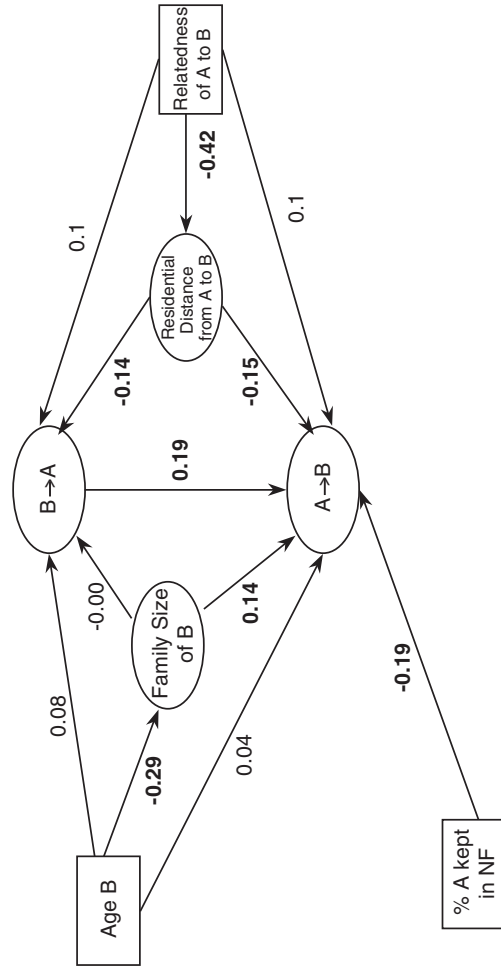 Age B
0.08
-0.29
0.04
Family Size
of B
-0.00
0.14
B→A
0.19
A→B
-0.14
-0.15
Residential
Distance
from A to B
-0.42
0.1
0.1
Relatedness
of A to B
% A kept
in NF
-0.19